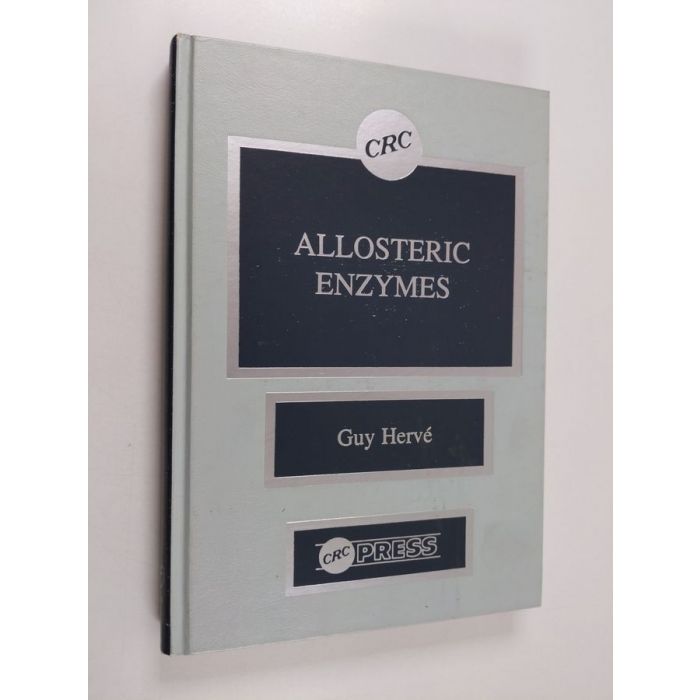 CRC
ALLOSTERIC
ENZYMES
Guy Hervé
CRC PRESS